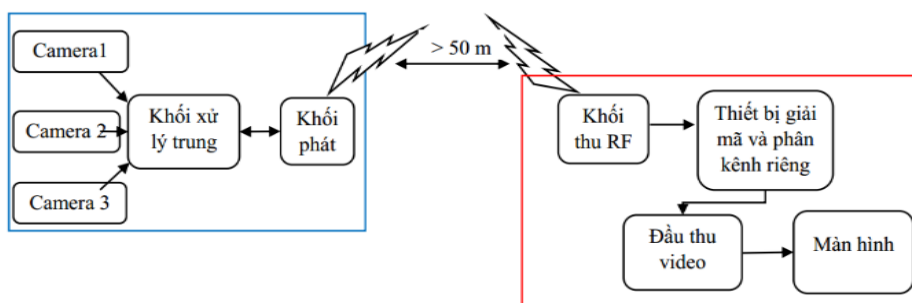 Camera1
Camera 2
Camera 3
Khối xử
lý trung
Khối
phát
> 50 m
Khối
thu RF
Thiết bị giải
mã và phân
kênh riêng
Đầu thu
video
Màn hình